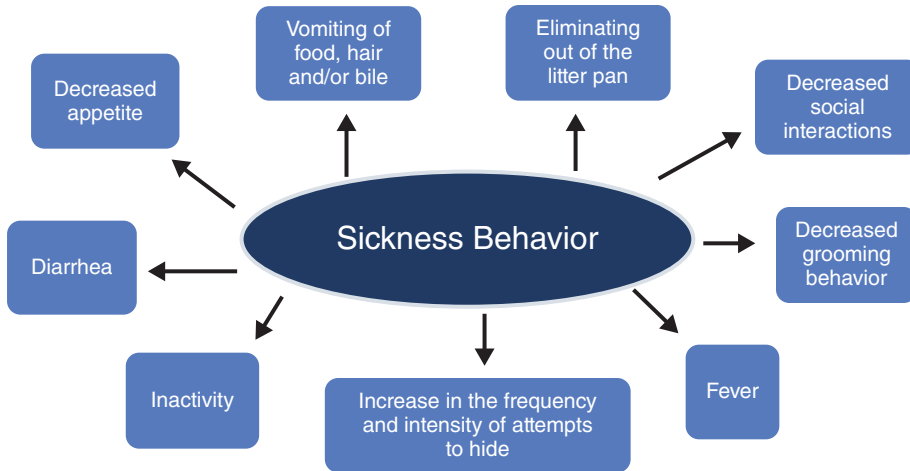 Vomiting of
food, hair
and/or bile
Eliminating
out of the
litter pan
Decreased
appetite
Decreased
social
interactions
Sickness Behavior
Diarrhea
Decreased
grooming
behavior
Inactivity
Increase in the frequency
and intensity of attempts
to hide
Fever